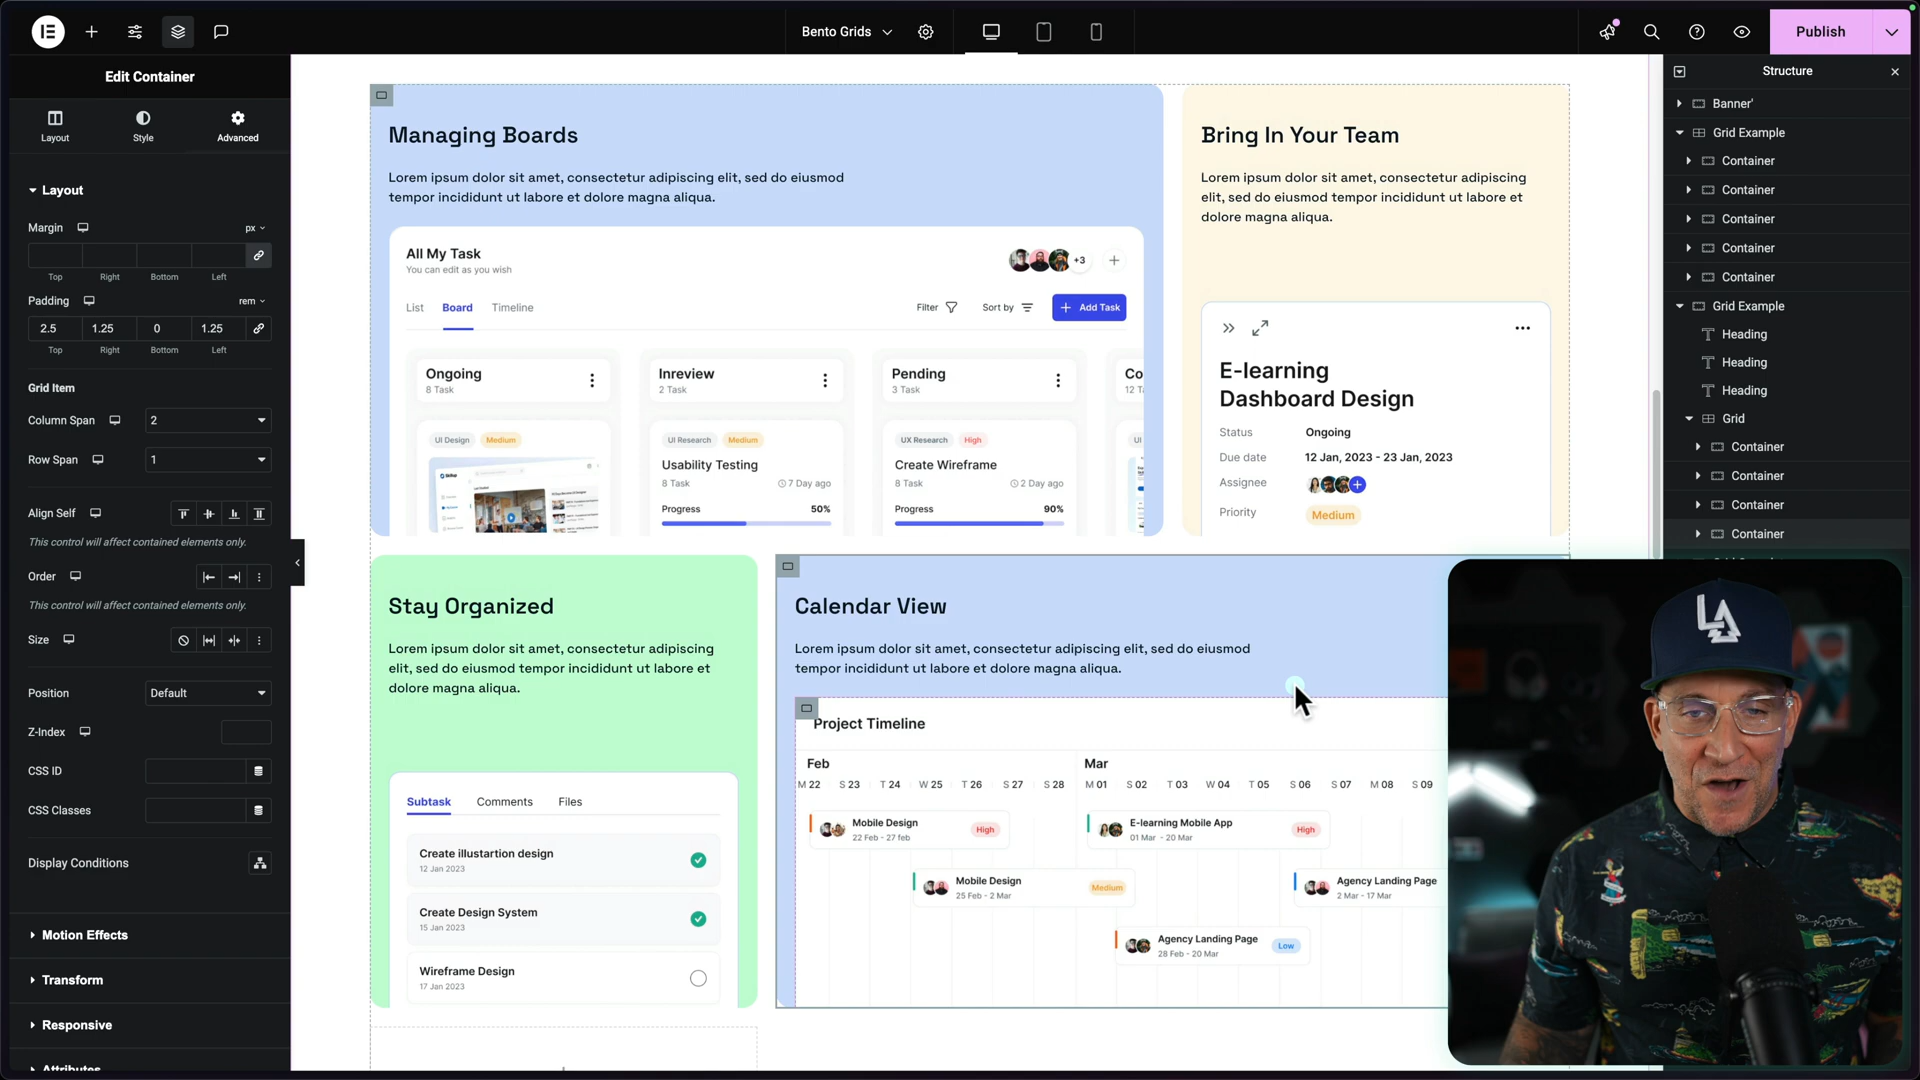 Bento Grids
Publish
Edit Container
Structure
Layout
Style
Advanced
Layout
Margin
px
Top
Right
Bottom
Left
Padding
rem
2.5
1.25
0
1.25
Top
Right
Bottom
Left
Grid Item
Column Span
2
Row Span
1
Align Self
This control will affect contained elements only.
Order
This control will affect contained elements only.
Size
Position
Default
Z-Index
CSS ID
CSS Classes
Display Conditions
Motion Effects
Transform
Responsive
Attributes
Managing Boards
Lorem ipsum dolor sit amet, consectetur adipiscing elit, sed do eiusmod
tempor incididunt ut labore et dolore magna aliqua.
All My Task
You can edit as you wish
+3
List
Board
Timeline
Filter
Sort by
Add Task
Ongoing
8 Task
Inreview
2 Task
Pending
3 Task
Co
12 T
UI Design
Medium
UI Research
Medium
Usability Testing
8 Task
7 Day ago
Progress
50%
UX Research
High
Create Wireframe
8 Task
2 Day ago
Progress
90%
UI
Bring In Your Team
Lorem ipsum dolor sit amet, consectetur adipiscing
elit, sed do eiusmod tempor incididunt ut labore et
dolore magna aliqua.
E-learning
Dashboard Design
Status
Ongoing
Due date
12 Jan, 2023 - 23 Jan, 2023
Assignee
Priority
Medium
Stay Organized
Lorem ipsum dolor sit amet, consectetur adipiscing
elit, sed do eiusmod tempor incididunt ut labore et
dolore magna aliqua.
Subtask
Comments
Files
Create illustartion design
12 Jan 2023
Create Design System
15 Jan 2023
Wireframe Design
17 Jan 2023
Calendar View
Lorem ipsum dolor sit amet, consectetur adipiscing elit, sed do eiusmod
tempor incididunt ut labore et dolore magna aliqua.
Project Timeline
Feb
Mar
M 22
S 23
T 24
W 25
T 26
S 27
S 28
M 01
S 02
T 03
W 04
T 05
S 06
S 07
M 08
S 09
Mobile Design
22 Feb - 27 feb
High
E-learning Mobile App
01 Mar - 20 Mar
High
Mobile Design
25 Feb - 2 Mar
Medium
Agency Landing Page
2 Mar - 17 Mar
Agency Landing Page
28 Feb - 20 Mar
Low
Banner'
Grid Example
Container
Container
Container
Container
Container
Grid Example
Heading
Heading
Heading
Grid
Container
Container
Container
Container
LA